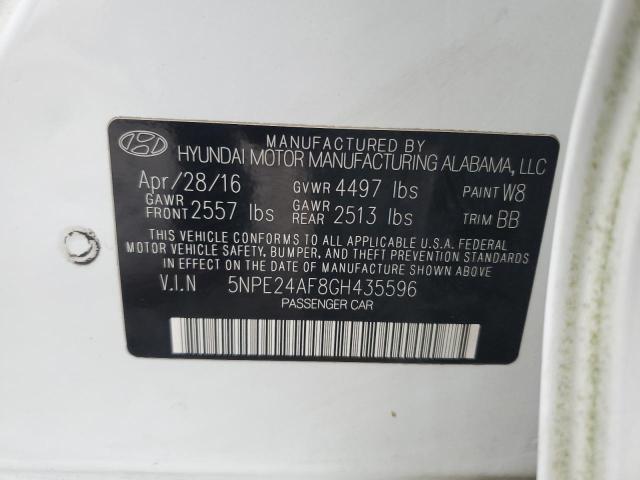 MANUFACTURED BY
HYUNDAI MOTOR MANUFACTURING ALABAMA, LLC
Apr/28/16 GVWR 4497 lbs PAINT W8
GAWR FRONT 2557 lbs GAWR REAR 2513 lbs TRIM BB
THIS VEHICLE CONFORMS TO ALL APPLICABLE U.S.A. FEDERAL
MOTOR VEHICLE SAFETY, BUMPER, AND THEFT PREVENTION STANDARDS
IN EFFECT ON THE DATE OF MANUFACTURE SHOWN ABOVE.
V.I.N 5NPE24AF8GH435596
PASSENGER CAR